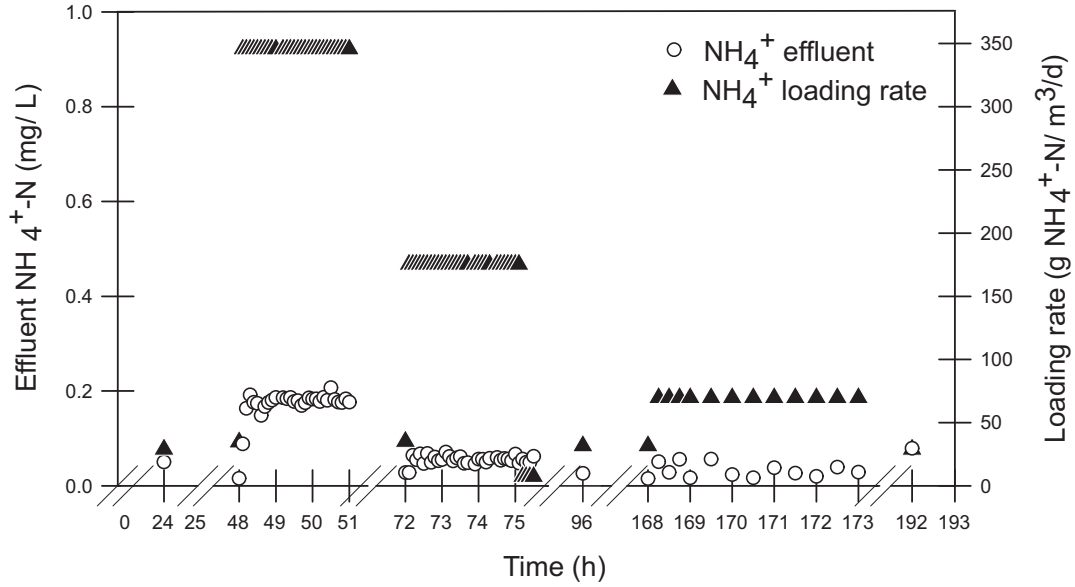 1.0
0.8
0.6
0.4
0.2
0.0
Effluent NH 4+-N (mg/ L)
NH4+ effluent
NH4+ loading rate
350
300
250
200
150
100
50
0
Loading rate (g NH4+-N/ m3/d)
0 24 25 48 49 50 51 72 73 74 75 96 168 169 170 171 172 173 192 193
Time (h)